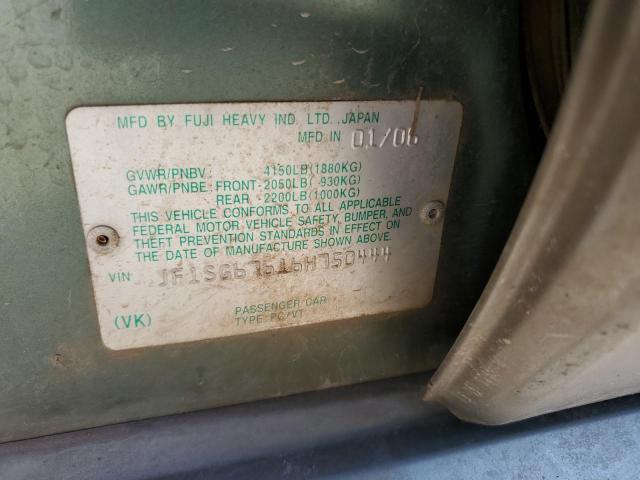 MFD BY FUJI HEAVY IND. LTD. JAPAN
MFD IN 01/06
GVWR/PNBV : 4150LB(1880KG)
GAWR/PNBE: FRONT-2050LB( 930KG)
REAR -2200LB(1000KG)
THIS VEHICLE CONFORMS TO ALL APPLICABLE
FEDERAL MOTOR VEHICLE SAFETY, BUMPER, AND
THEFT PREVENTION STANDARDS IN EFFECT ON
THE DATE OF MANUFACTURE SHOWN ABOVE.
VIN JF1SG67616H750444
(VK) PASSENGER CAR
TYPE PC/VT